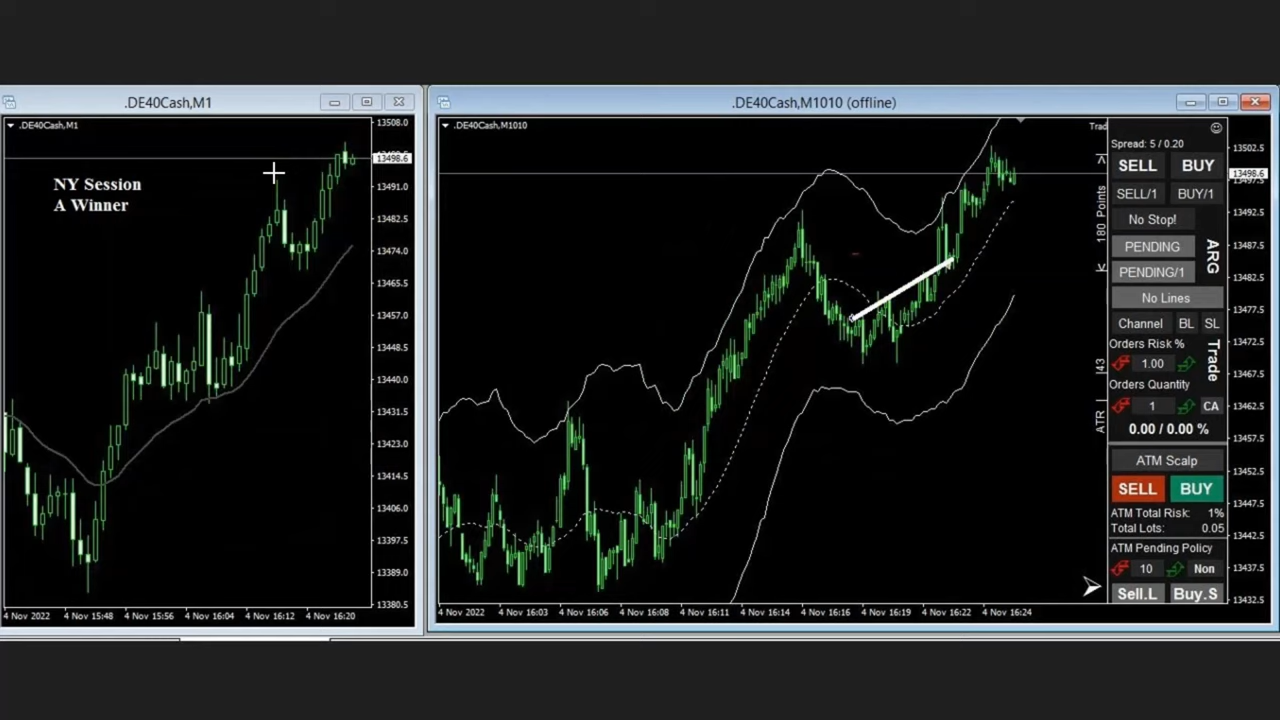 .DE40Cash,M1
.DE40Cash,M1
13508.0
13498.6
13491.0
13482.5
13474.0
13465.5
13457.0
13448.5
13440.0
13431.5
13423.0
13414.5
13406.0
13397.5
13389.0
13380.5
NY Session
A Winner
4 Nov 2022 4 Nov 15:48 4 Nov 15:56 4 Nov 16:04 4 Nov 16:12 4 Nov 16:20
.DE40Cash,M1010 (offline)
.DE40Cash,M1010
180 Points
43
ATR
Spread: 5 / 0.20
SELL BUY
SELL/1 BUY/1
No Stop!
PENDING
PENDING/1
ARG
No Lines
Channel BL SL
Orders Risk %
1.00
Trade
Orders Quantity
1 CA
0.00 / 0.00 %
ATM Scalp
SELL BUY
ATM Total Risk: 1%
Total Lots: 0.05
ATM Pending Policy
10 Non
Sell.L Buy.S
13502.5
13498.6
13492.5
13487.5
13482.5
13477.5
13472.5
13467.5
13462.5
13457.5
13452.5
13447.5
13442.5
13437.5
13432.5
4 Nov 2022 4 Nov 16:03 4 Nov 16:06 4 Nov 16:08 4 Nov 16:11 4 Nov 16:14 4 Nov 16:16 4 Nov 16:19 4 Nov 16:22 4 Nov 16:24